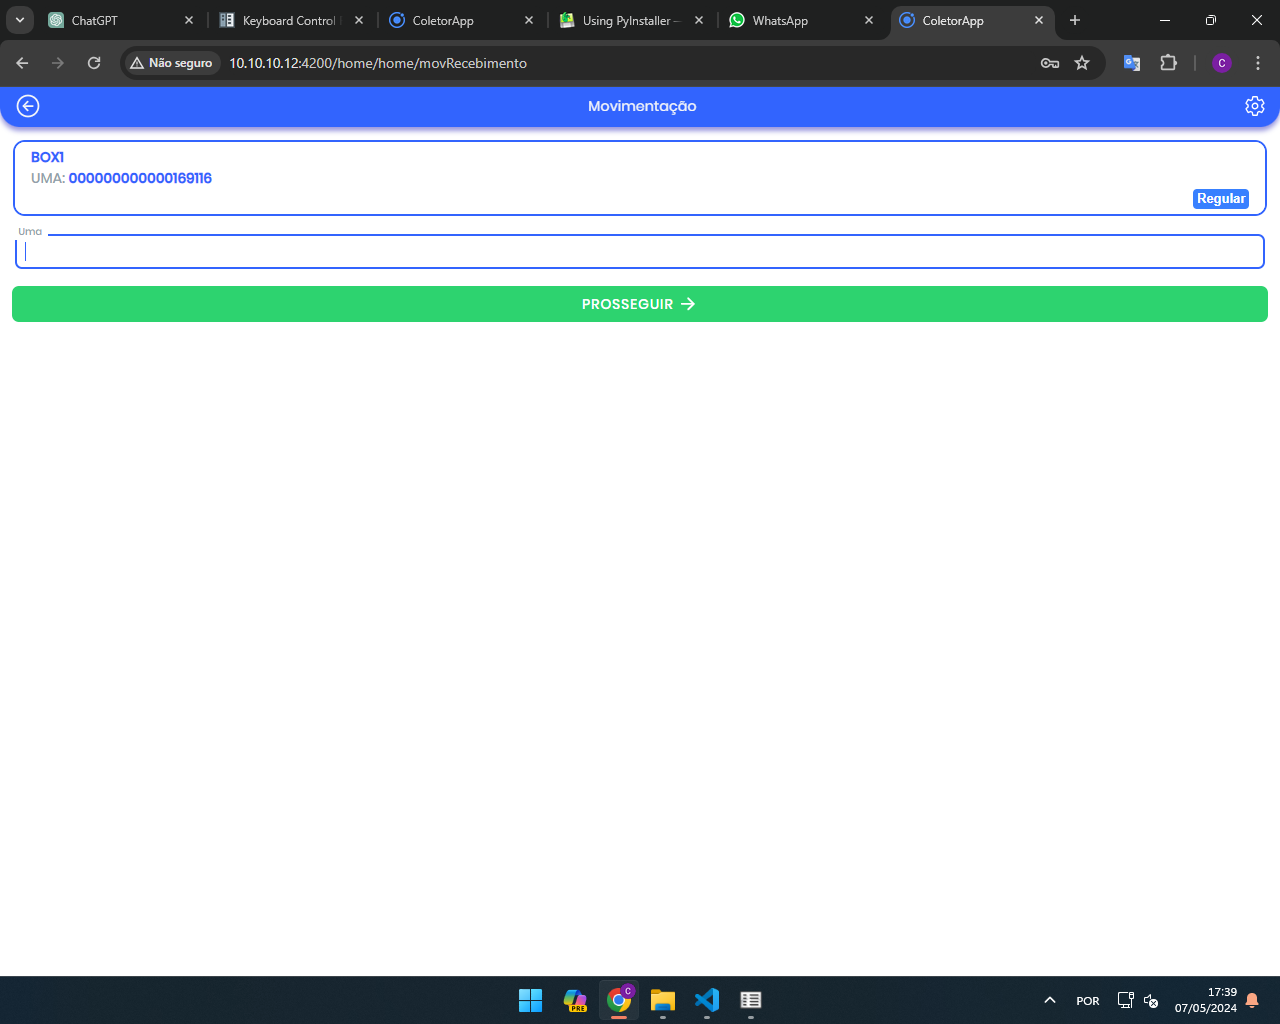 ChatGPT
Keyboard Control
ColetorApp
Using PyInstaller —
WhatsApp
ColetorApp
Não seguro
10.10.10.12:4200/home/home/movRecebimento
C
Movimentação
BOX1
UMA: 000000000000169116
Regular
Uma
PROSSEGUIR
C
PRE
POR
17:39
07/05/2024